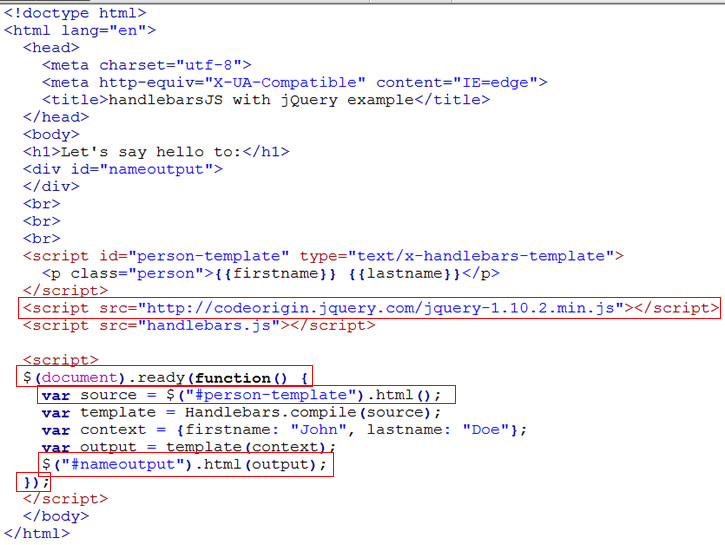 <!doctype html>
<html lang="en">
  <head>
    <meta charset="utf-8">
    <meta http-equiv="X-UA-Compatible" content="IE=edge">
    <title>handlebarsJS with jQuery example</title>
  </head>
  <body>
  <h1>Let's say hello to:</h1>
  <div id="nameoutput">
  </div>
  <br>
  <br>
  <br>
  <script id="person-template" type="text/x-handlebars-template">
    <p class="person">{{firstname}} {{lastname}}</p>
  </script>
  <script src="http://codeorigin.jquery.com/jquery-1.10.2.min.js"></script>
  <script src="handlebars.js"></script>

  <script>
  $(document).ready(function() {
    var source = $("#person-template").html();
    var template = Handlebars.compile(source);
    var context = {firstname: "John", lastname: "Doe"};
    var output = template(context);
    $("#nameoutput").html(output);
  });
  </script>
  </body>
</html>